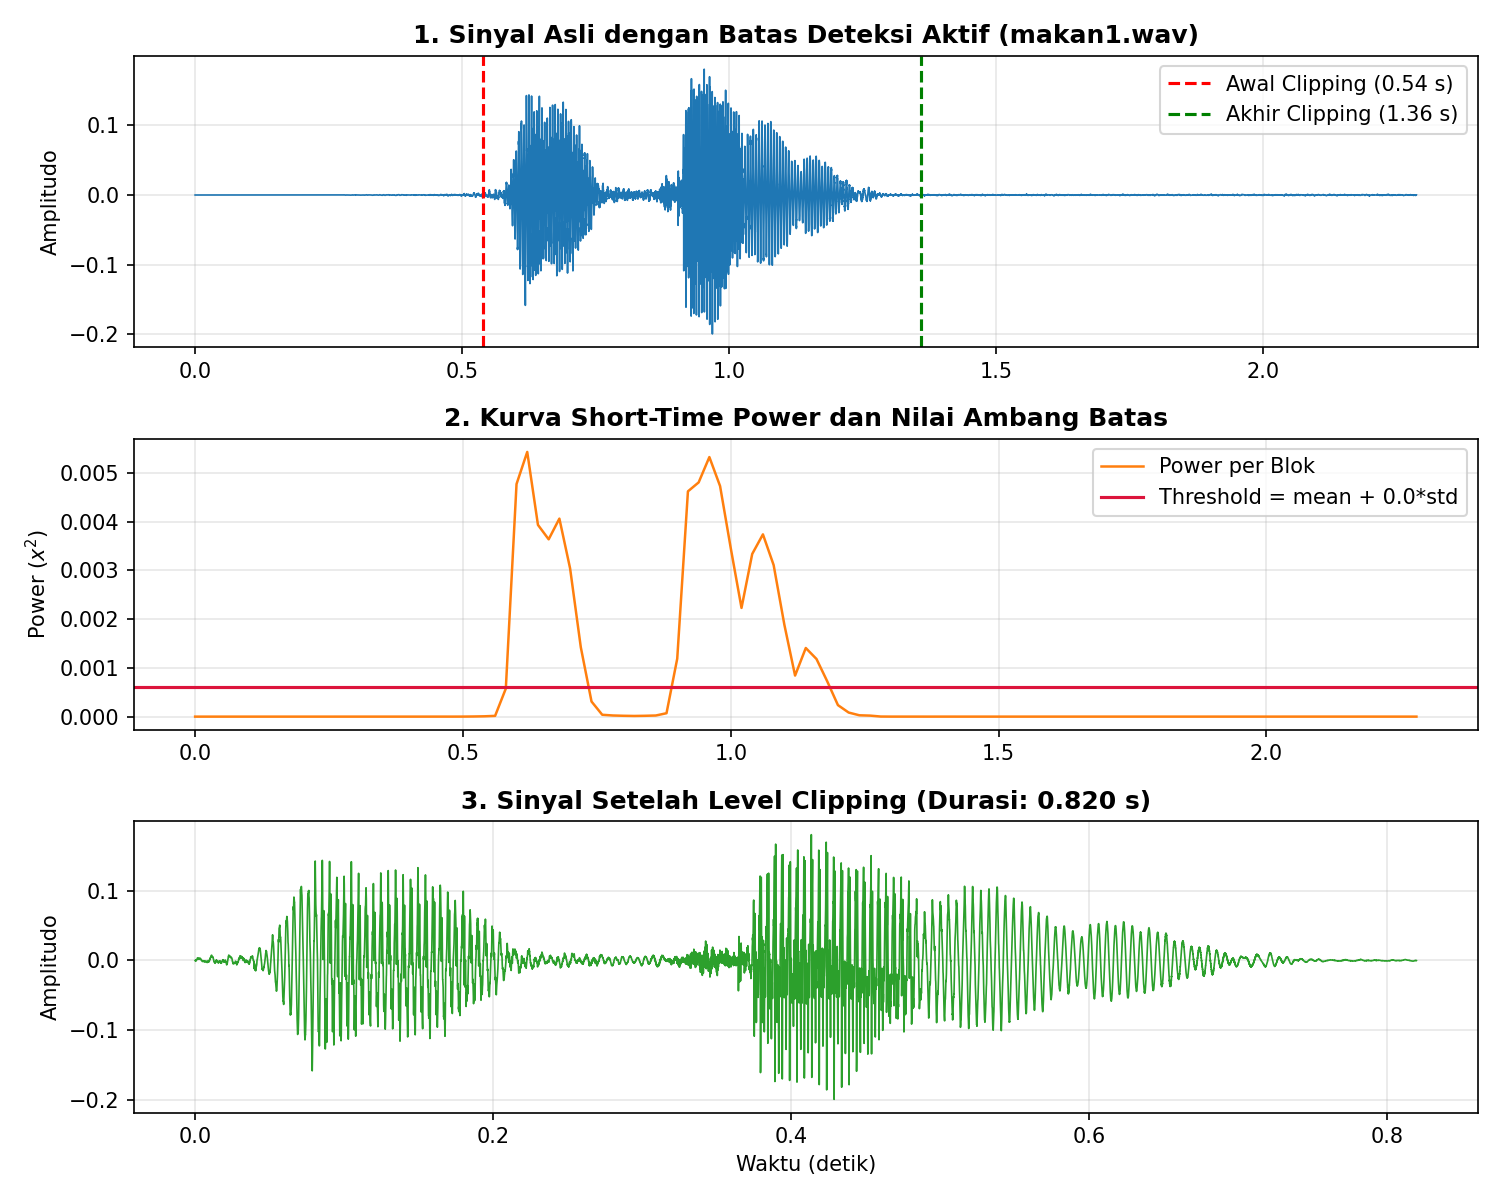 1. Sinyal Asli dengan Batas Deteksi Aktif (makan1.wav)
Awal Clipping (0.54 s)
Akhir Clipping (1.36 s)
Amplitudo
0.1
0.0
−0.1
−0.2
0.0 0.5 1.0 1.5 2.0
2. Kurva Short-Time Power dan Nilai Ambang Batas
Power per Blok
Threshold = mean + 0.0*std
Power (x²)
0.005
0.004
0.003
0.002
0.001
0.000
0.0 0.5 1.0 1.5 2.0
3. Sinyal Setelah Level Clipping (Durasi: 0.820 s)
Amplitudo
0.1
0.0
−0.1
−0.2
0.0 0.2 0.4 0.6 0.8
Waktu (detik)